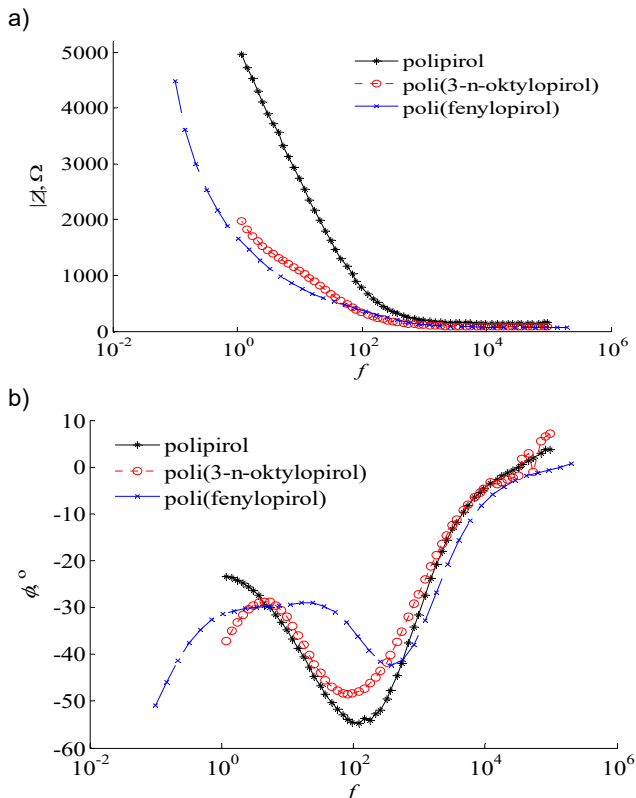 a)
5000
4000
3000
2000
1000
0
|Z|, Ω
polipirol
poli(3-n-oktylopirol)
poli(fenylopirol)
10^-2
10^0
10^2
10^4
10^6
f
b)
10
0
-10
-20
-30
-40
-50
-60
ϕ, °
polipirol
poli(3-n-oktylopirol)
poli(fenylopirol)
10^-2
10^0
10^2
10^4
10^6
f